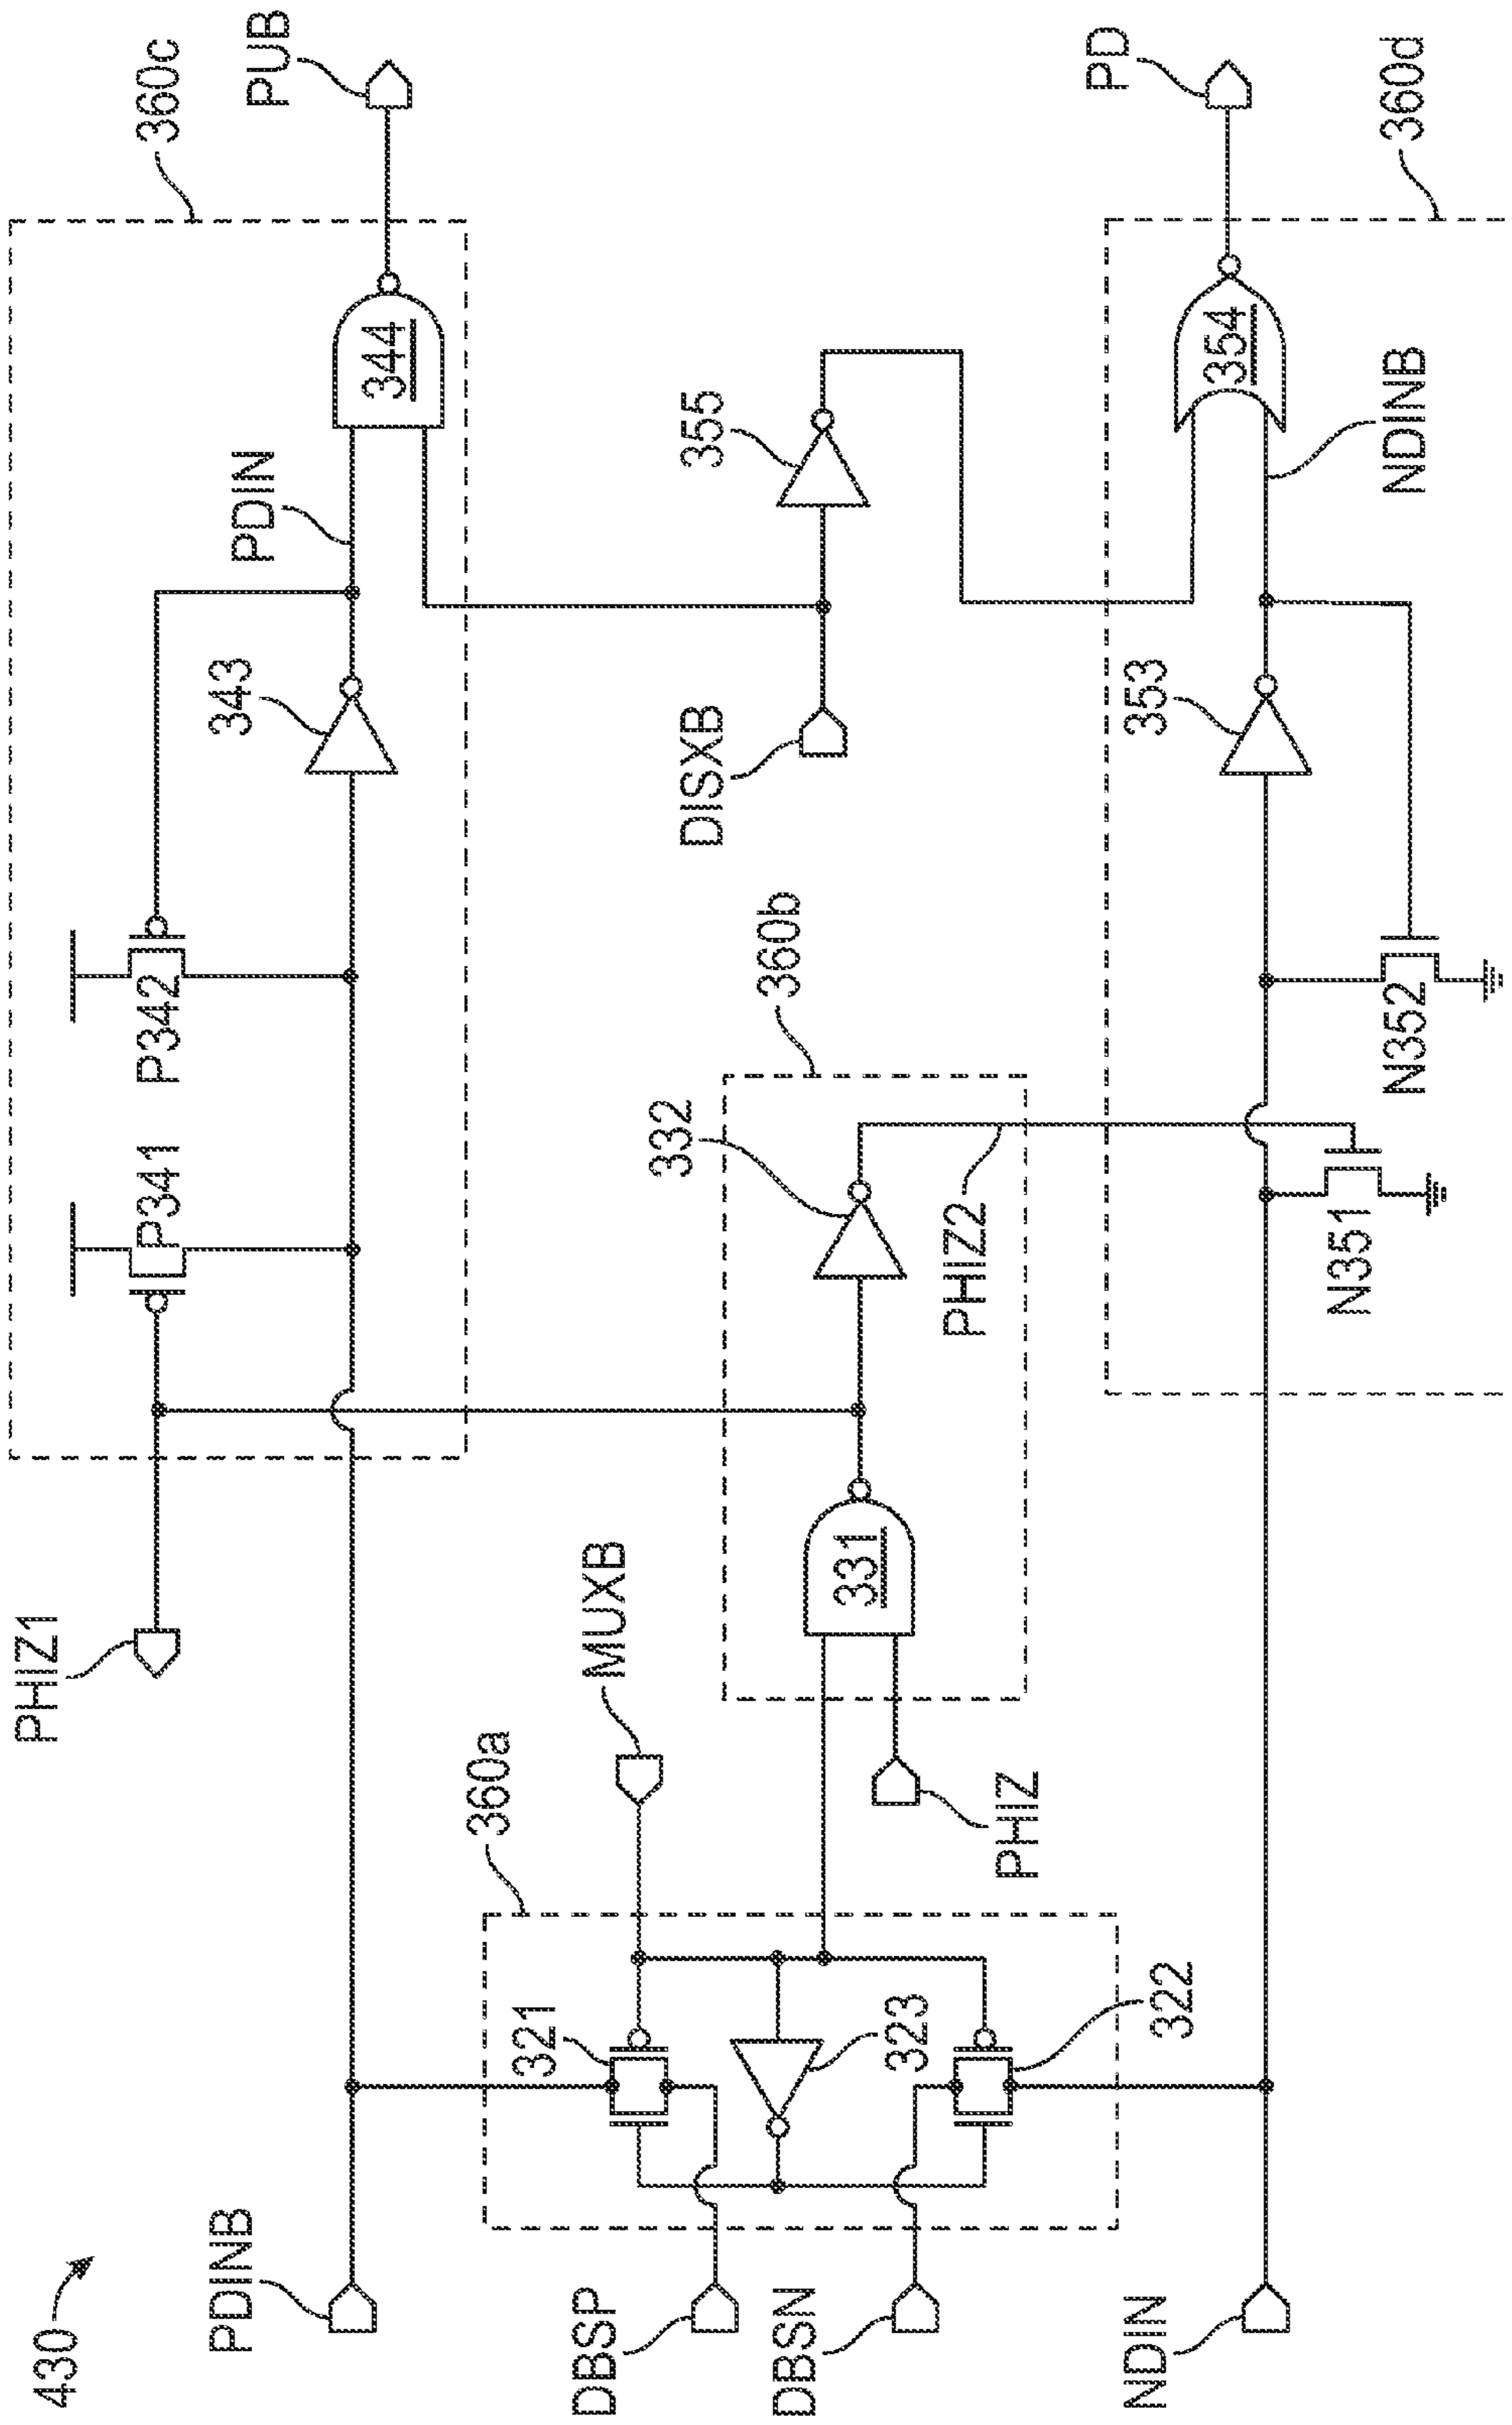 430
PDINB
PHIZ1
P341
P342
343
PDIN
344
360c
PUB
DBSP
DBSN
321
323
322
360a
MUXB
PHIZ
331
332
PHIZ2
360b
DISXB
355
NDIN
N351
N352
353
354
NDINB
360d
PD